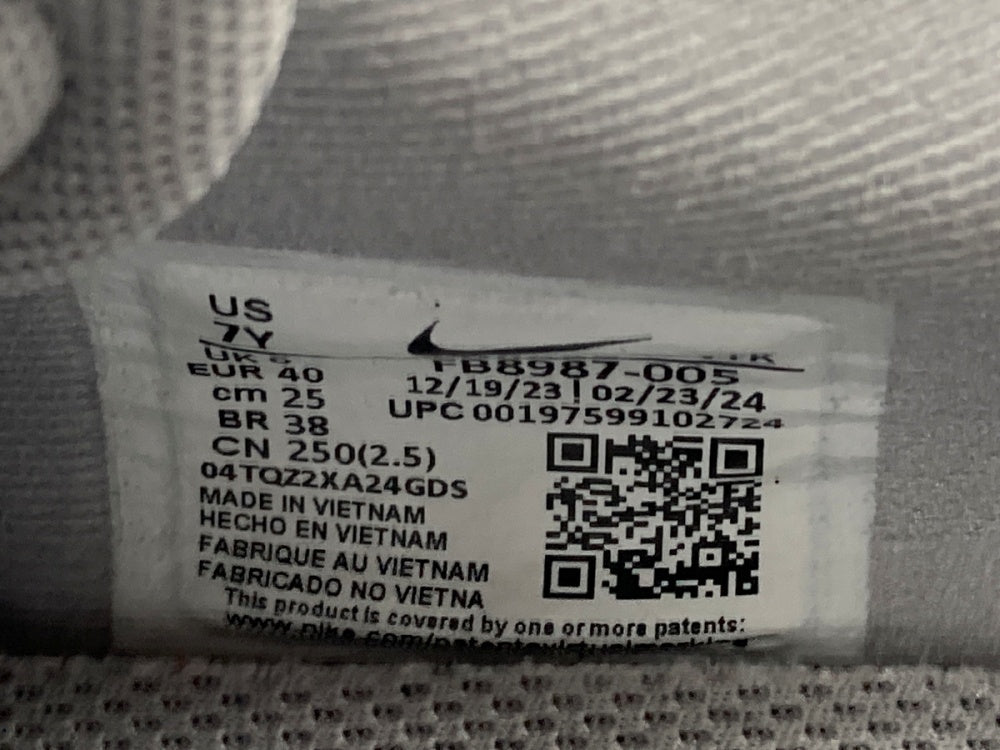 US
7Y
UK 6
EUR 40
cm 25
BR 38
CN 250(2.5)
04TQZ2XA24GDS
MADE IN VIETNAM
HECHO EN VIETNAM
FABRIQUE AU VIETNAM
FABRICADO NO VIETNA
FB8987-005
12/19/23 | 02/23/24
UPC 00197599102724
This product is covered by one or more patents: